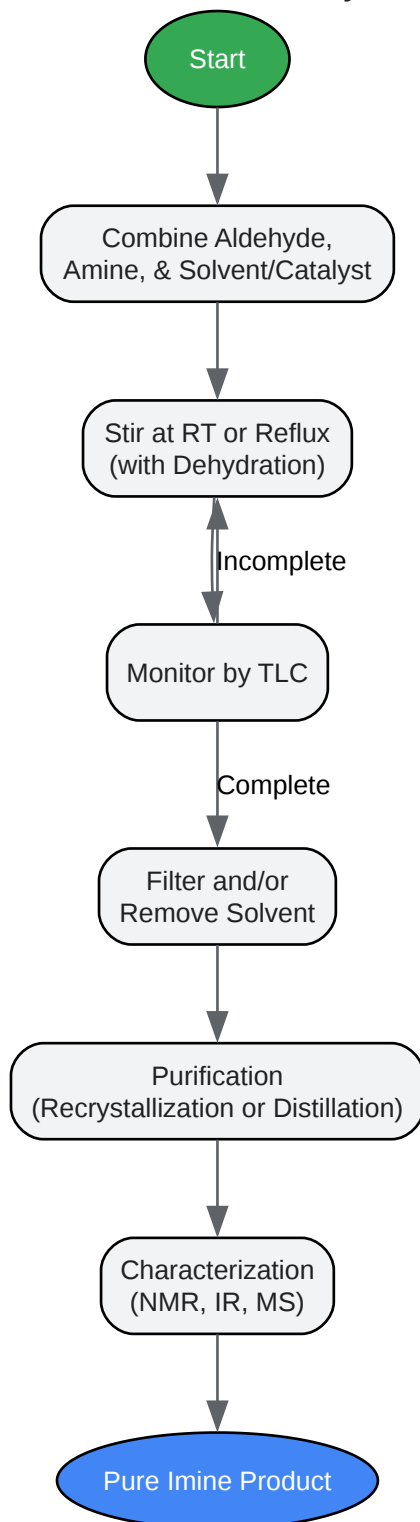 Start
Combine Aldehyde,
Amine, & Solvent/Catalyst
Stir at RT or Reflux
(with Dehydration)
Incomplete
Monitor by TLC
Complete
Filter and/or
Remove Solvent
Purification
(Recrystallization or Distillation)
Characterization
(NMR, IR, MS)
Pure Imine Product